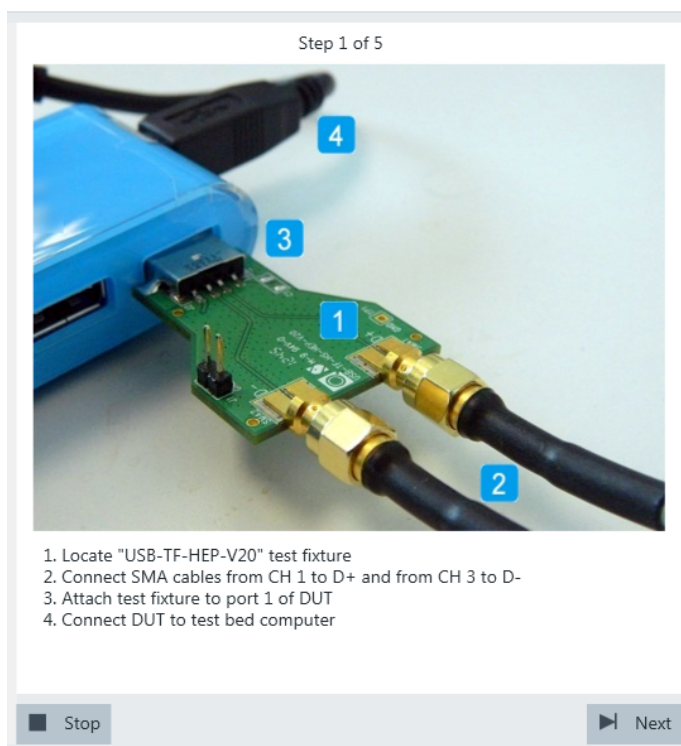 Step 1 of 5
4
3
1
2
1. Locate "USB-TF-HEP-V20" test fixture
2. Connect SMA cables from CH 1 to D+ and from CH 3 to D-
3. Attach test fixture to port 1 of DUT
4. Connect DUT to test bed computer
Stop
Next